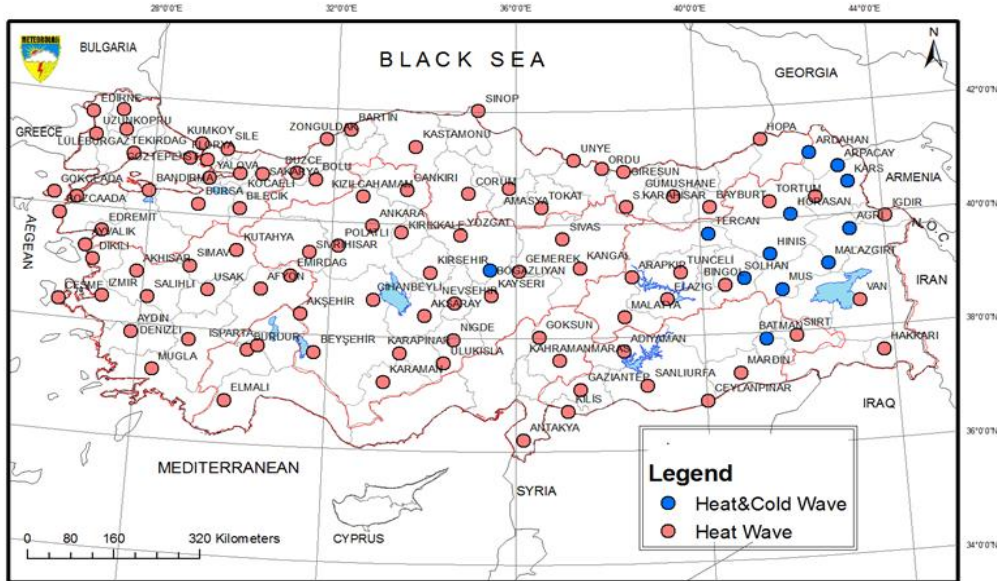 28°0'0"E
32°0'0"E
36°0'0"E
40°0'0"E
44°0'0"E
METEOROLOJİ
BULGARIA
BLACK SEA
N
GEORGIA
42°0'0"N
EDIRNE
SINOP
UZUNKOPRU
ZONGULDAK
BARTIN
HOPA
GREECE
LULEBURGAZ
TEKIRDAG
KUMKOY
SILE
KASTAMONU
UNYE
ORDU
ARDAHAN
FLORYA
GOZTEPE
YALOVA
DUZCE
BOLU
GIRESUN
ARPACAY
GOKCEADA
BANDIRMA
KOCAELI
SAKARYA
KIZILCAHAMAM
CANKIRI
CORUM
GUMUSHANE
TORTUM
KARS
ARMENIA
BOZCAADA
BURSA
BILECIK
AMASYA
TOKAT
S.KARAHISAR
BAYBURT
HORASAN
IGDIR
40°0'0"N
AEGEAN
EDREMIT
ANKARA
TERCAN
AGRI
N.O.C.
AYVALIK
KUTAHYA
POLATLI
KIRIKKALE
YOZGAT
SIVAS
DIKILI
SIMAV
SIVRIHISAR
HINIS
MALAZGIRT
AKHISAR
EMIRDAG
KIRSEHIR
GEMEREK
KANGAL
ARAPKIR
TUNCELI
SOLHAN
IRAN
CESME
IZMIR
SALIHLI
USAK
AFYON
CIHANBEYLI
BOGAZLIYAN
BINGOL
MUS
NEVSEHIR
KAYSERI
ELAZIG
VAN
AKŞEHİR
AKSARAY
MALATYA
38°0'0"N
AYDIN
DENIZLI
ISPARTA
BURDUR
NIGDE
GOKSUN
BATMAN
SIIRT
BEYŞEHİR
KARAPINAR
ULUKISLA
ADIYAMAN
HAKKARI
MUGLA
KARAMAN
KAHRAMANMARAS
MARDIN
ELMALI
GAZIANTEP
SANLIURFA
CEYLANPINAR
KİLİS
IRAQ
ANTAKYA
36°0'0"N
MEDITERRANEAN
SYRIA
Legend
Heat&Cold Wave
Heat Wave
CYPRUS
0 80 160 320 Kilometers
34°0'0"N